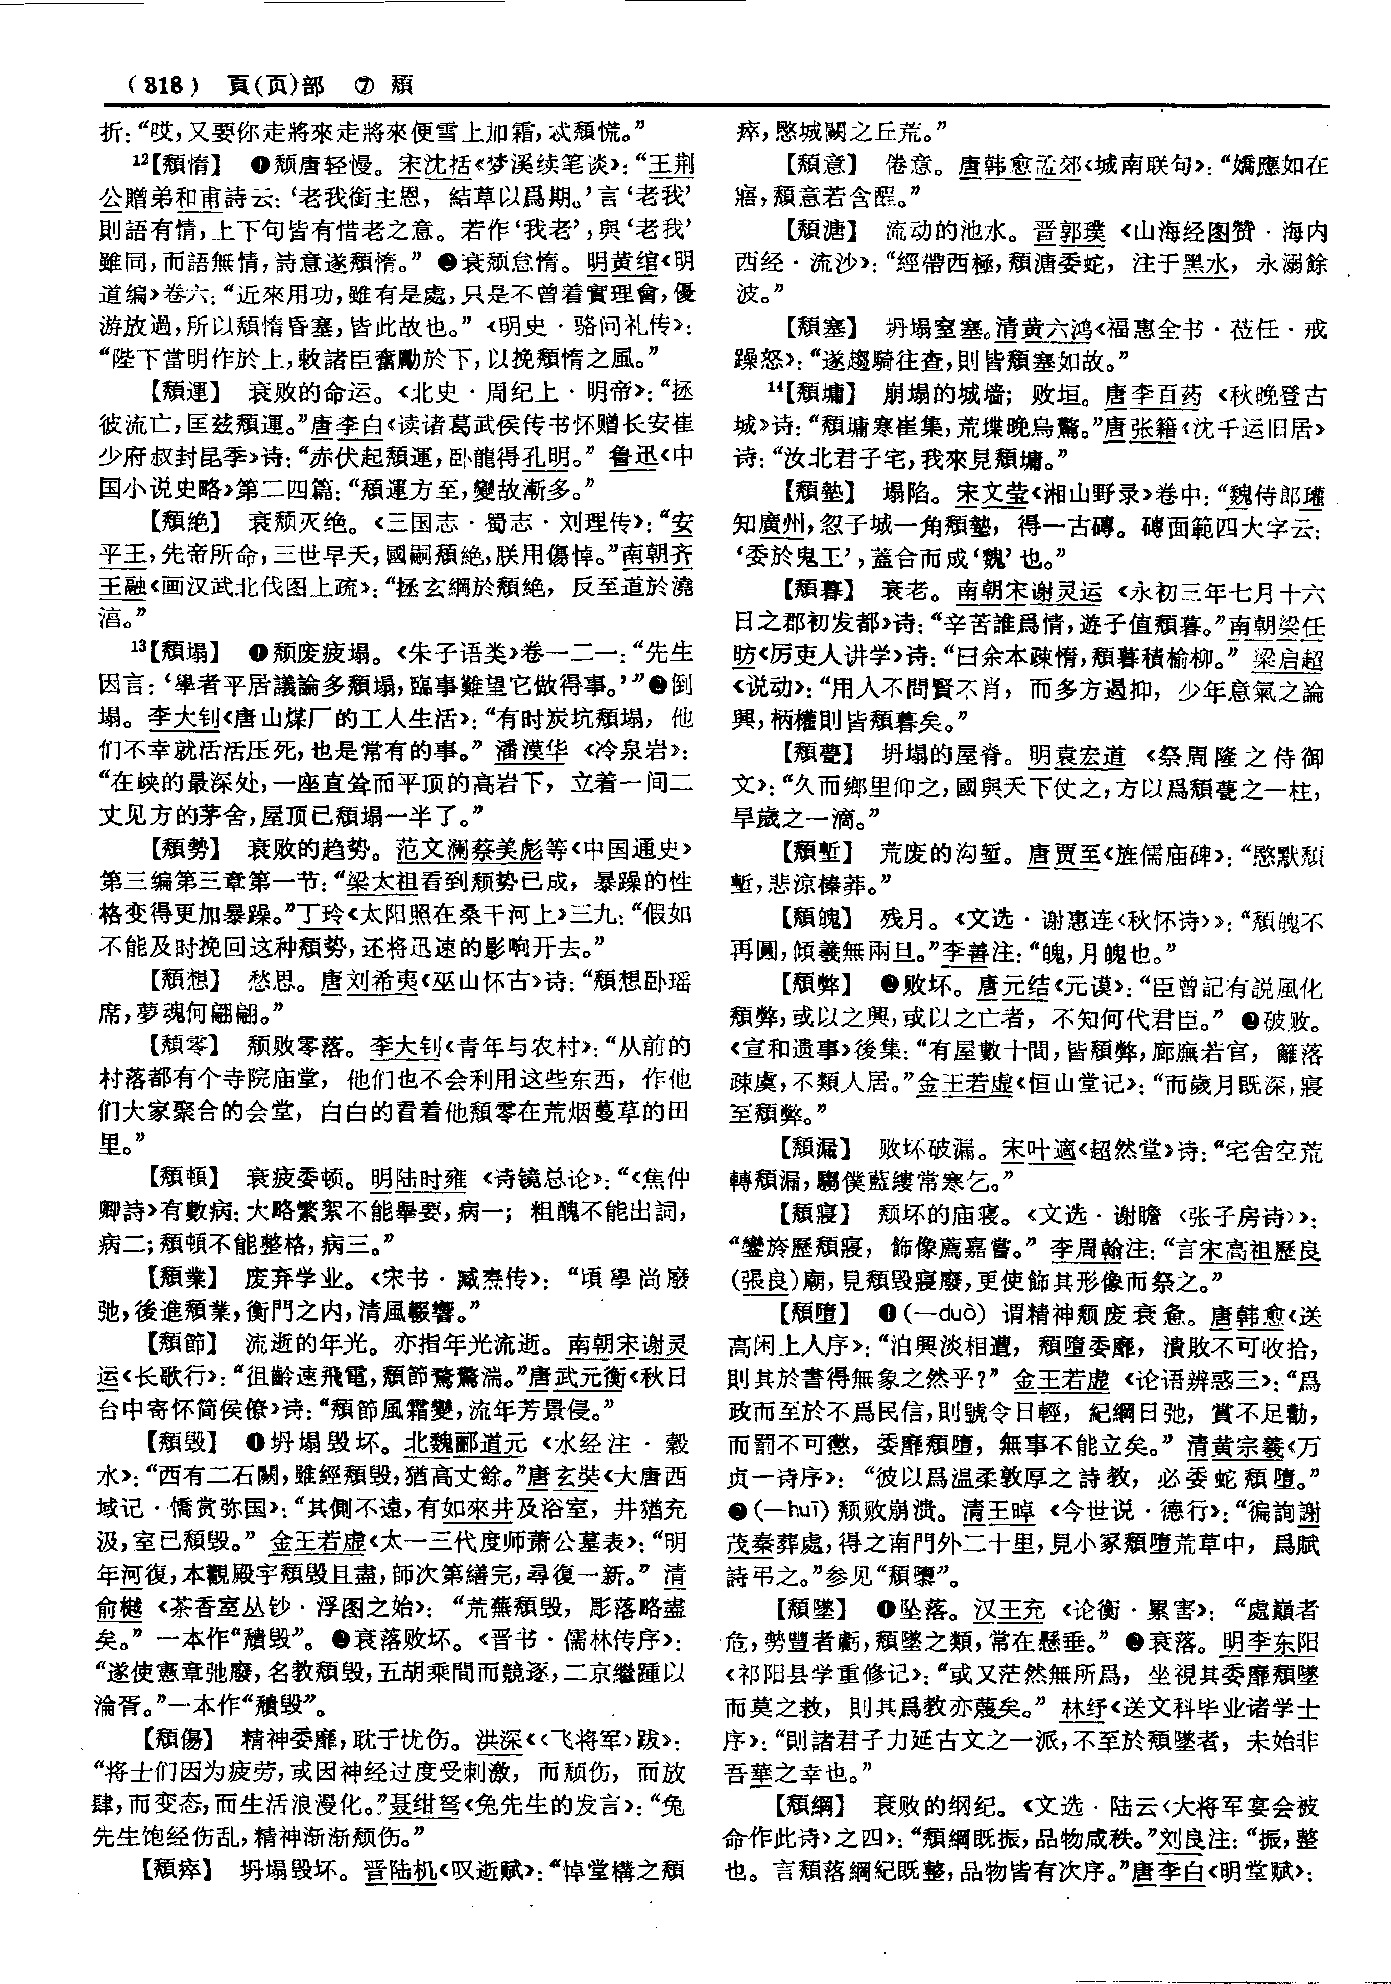 (318) 頁(页)部 ⑦ 頹
折：“哎，又要你走將來走將來便雪上加霜，忒頹慌。”
12【頹惰】 ❶颓唐轻慢。宋沈括《梦溪续笔谈》：“王荆
公贈弟和甫詩云：‘老我銜主恩，結草以爲期。’言‘老我’
則語有情，上下句皆有惜老之意。若作‘我老’，與‘老我’
雖同，而語無情，詩意遂頹惰。” ❷衰颓怠惰。明黄绾《明
道编》卷六：“近來用功，雖有是處，只是不曾着實理會，優
游放過，所以頹惰昏塞，皆此故也。”《明史·骆问礼传》：
“陛下當明作於上，敕諸臣奮勵於下，以挽頹惰之風。”
【頹運】 衰败的命运。《北史·周纪上·明帝》：“拯
彼流亡，匡兹頹運。”唐李白《读诸葛武侯传书怀赠长安崔
少府叔封昆季》诗：“赤伏起頹運，卧龍得孔明。” 鲁迅《中
国小说史略》第二四篇：“頹運方至，變故漸多。”
【頹絶】 衰颓灭绝。《三国志·蜀志·刘理传》：“安
平王，先帝所命，三世早夭，國嗣頹絶，朕用傷悼。”南朝齐
王融《画汉武北伐图上疏》：“拯玄綱於頹絶，反至道於澆
淳。”
13【頹塌】 ❶颓废疲塌。《朱子语类》卷一二一：“先生
因言：‘學者平居議論多頹塌，臨事難望它做得事。’”❷倒
塌。李大钊《唐山煤厂的工人生活》：“有时炭坑頹塌，他
们不幸就活活压死，也是常有的事。” 潘漠华《冷泉岩》：
“在峡的最深处，一座直耸而平顶的高岩下，立着一间二
丈见方的茅舍，屋顶已頹塌一半了。”
【頹勢】 衰败的趋势。范文澜蔡美彪等《中国通史》
第三编第三章第一节：“梁太祖看到颓势已成，暴躁的性
格变得更加暴躁。”丁玲《太阳照在桑干河上》三九：“假如
不能及时挽回这种頹勢，还将迅速的影响开去。”
【頹想】 愁思。唐刘希夷《巫山怀古》诗：“頹想卧瑶
席，夢魂何翩翩。”
【頹零】 颓败零落。李大钊《青年与农村》：“从前的
村落都有个寺院庙堂，他们也不会利用这些东西，作他
们大家聚合的会堂，白白的看着他頹零在荒烟蔓草的田
里。”
【頹頓】 衰疲委顿。明陆时雍《诗镜总论》：“《焦仲
卿詩》有數病：大略繁絮不能舉要，病一；粗醜不能出詞，
病二；頹頓不能整格，病三。”
【頹業】 废弃学业。《宋书·臧焘传》：“頃學尚廢
弛，後進頹業，衡門之内，清風輟響。”
【頹節】 流逝的年光。亦指年光流逝。南朝宋谢灵
运《长歌行》：“徂齡速飛電，頹節騖驚湍。”唐武元衡《秋日
台中寄怀简侯僚》诗：“頹節風霜變，流年芳景侵。”
【頹毁】 ❶坍塌毁坏。北魏郦道元《水经注·穀
水》：“西有二石闕，雖經頹毁，猶高丈餘。”唐玄奘《大唐西
域记·憍赏弥国》：“其側不遠，有如來井及浴室，井猶充
汲，室已頹毁。” 金王若虚《太一三代度师萧公墓表》：“明
年河復，本觀殿宇頹毁且盡，師次第繕完，尋復一新。” 清
俞樾《茶香室丛钞·浮图之始》：“荒蕪頹毁，彫落略盡
矣。” 一本作“穨毁”。❷衰落败坏。《晋书·儒林传序》：
“遂使憲章弛廢，名教頹毁，五胡乘間而競逐，二京繼踵以
淪胥。”一本作“穨毁”。
【頹傷】 精神委靡，耽于忧伤。洪深《〈飞将军〉跋》：
“将士们因为疲劳，或因神经过度受刺激，而颓伤，而放
肆，而变态，而生活浪漫化。”聂绀弩《兔先生的发言》：“兔
先生饱经伤乱，精神渐渐颓伤。”
【頹瘁】 坍塌毁坏。晋陆机《叹逝赋》：“悼堂構之頹
瘁，愍城闕之丘荒。”
【頹意】 倦意。唐韩愈孟郊《城南联句》：“嬌應如在
寤，頹意若含酲。”
【頹溏】 流动的池水。晋郭璞《山海经图赞·海内
西经·流沙》：“經帶西極，頹溏委蛇，注于黑水，永溺餘
波。”
【頹塞】 坍塌窒塞。清黄六鸿《福惠全书·莅任·戒
躁怒》：“遂趨騎往查，則皆頹塞如故。”
14【頹墉】 崩塌的城墙；败垣。唐李百药《秋晚登古
城》诗：“頹墉寒雀集，荒堞晚烏驚。”唐张籍《沈千运旧居》
诗：“汝北君子宅，我來見頹墉。”
【頹墊】 塌陷。宋文莹《湘山野录》卷中：“魏侍郎瓘
知廣州，忽子城一角頹墊，得一古磚。磚面範四大字云：
‘委於鬼工’，蓋合而成‘魏’也。”
【頹暮】 衰老。南朝宋谢灵运《永初三年七月十六
日之郡初发都》诗：“辛苦誰爲情，遊子值頹暮。”南朝梁任
昉《厉吏人讲学》诗：“曰余本疎惰，頹暮積榆柳。” 梁启超
《说动》：“用人不問賢不肖，而多方遏抑，少年意氣之論
興，柄權則皆頹暮矣。”
【頹甍】 坍塌的屋脊。明袁宏道《祭周隆之侍御
文》：“久而鄉里仰之，國與天下仗之，方以爲頹甍之一柱，
旱歲之一滴。”
【頹塹】 荒废的沟堑。唐贾至《旌儒庙碑》：“愍默頹
塹，悲涼榛莽。”
【頹魄】 残月。《文选·谢惠连〈秋怀诗〉》：“頹魄不
再圓，傾羲無兩旦。”李善注：“魄，月魄也。”
【頹弊】 ❶败坏。唐元结《元谟》：“臣曾記有説風化
頹弊，或以之興，或以之亡者，不知何代君臣。” ❷破败。
《宣和遗事》後集：“有屋數十間，皆頹弊，廊廡若官，籬落
疎虞，不類人居。”金王若虚《恒山堂记》：“而歲月既深，寖
至頹弊。”
【頹漏】 败坏破漏。宋叶適《超然堂》诗：“宅舍空荒
轉頹漏，騶僕藍縷常寒乞。”
【頹寢】 颓坏的庙寝。《文选·谢瞻〈张子房诗〉》：
“鑾旍歷頹寢，飾像薦嘉嘗。” 李周翰注：“言宋高祖歷良
(張良)廟，見頹毁寢廢，更使飾其形像而祭之。”
【頹墮】 ❶(—duò) 谓精神颓废衰惫。唐韩愈《送
高闲上人序》：“泊與淡相遭，頹墮委靡，潰敗不可收拾，
則其於書得無象之然乎？” 金王若虚《论语辨惑三》：“爲
政而至於不爲民信，則號令日輕，紀綱日弛，賞不足勸，
而罰不可懲，委靡頹墮，無事不能立矣。” 清黄宗羲《万
贞一诗序》：“彼以爲温柔敦厚之詩教，必委蛇頹墮。”
❷(—huī) 颓败崩溃。清王晫《今世说·德行》：“徧詢謝
茂秦葬處，得之南門外二十里，見小冢頹墮荒草中，爲賦
詩弔之。”参见“頹隳”。
【頹墜】 ❶坠落。汉王充《论衡·累害》：“處巔者
危，勢豐者虧，頹墜之類，常在懸垂。” ❷衰落。明李东阳
《祁阳县学重修记》：“或又茫然無所爲，坐視其委靡頹墜
而莫之救，則其爲教亦蔑矣。” 林纾《送文科毕业诸学士
序》：“則諸君子力延古文之一派，不至於頹墜者，未始非
吾華之幸也。”
【頹綱】 衰败的纲纪。《文选·陆云〈大将军宴会被
命作此诗〉之四》：“頹綱既振，品物咸秩。”刘良注：“振，整
也。言頹落綱紀既整，品物皆有次序。”唐李白《明堂赋》：